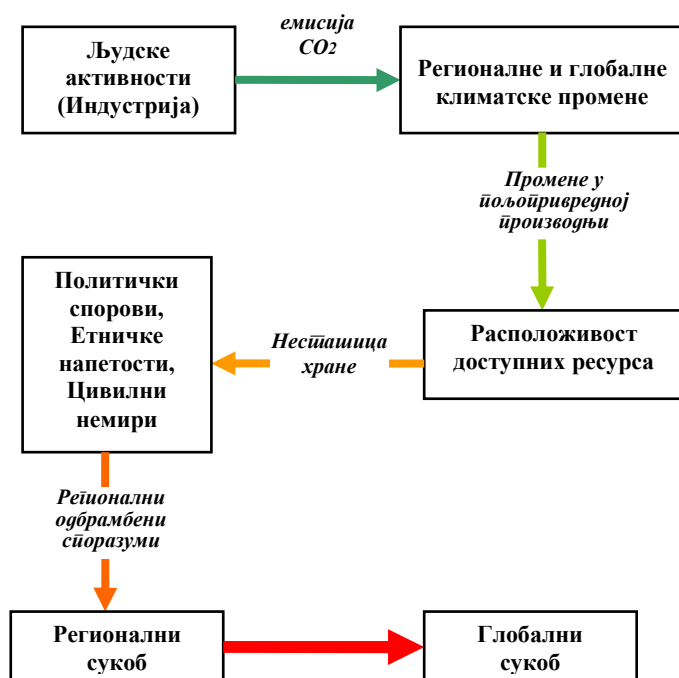 Људске
активности
(Индустрија)
емисија
CO2
Регионалне и глобалне
климатске промене
Промене у
пољопривредној
производњи
Расположивост
доступних ресурса
Несташица
хране
Политички
спорови,
Етничке
напетости,
Цивилни
немири
Регионални
одбрамбени
споразуми
Регионални
сукоб
Глобални
сукоб